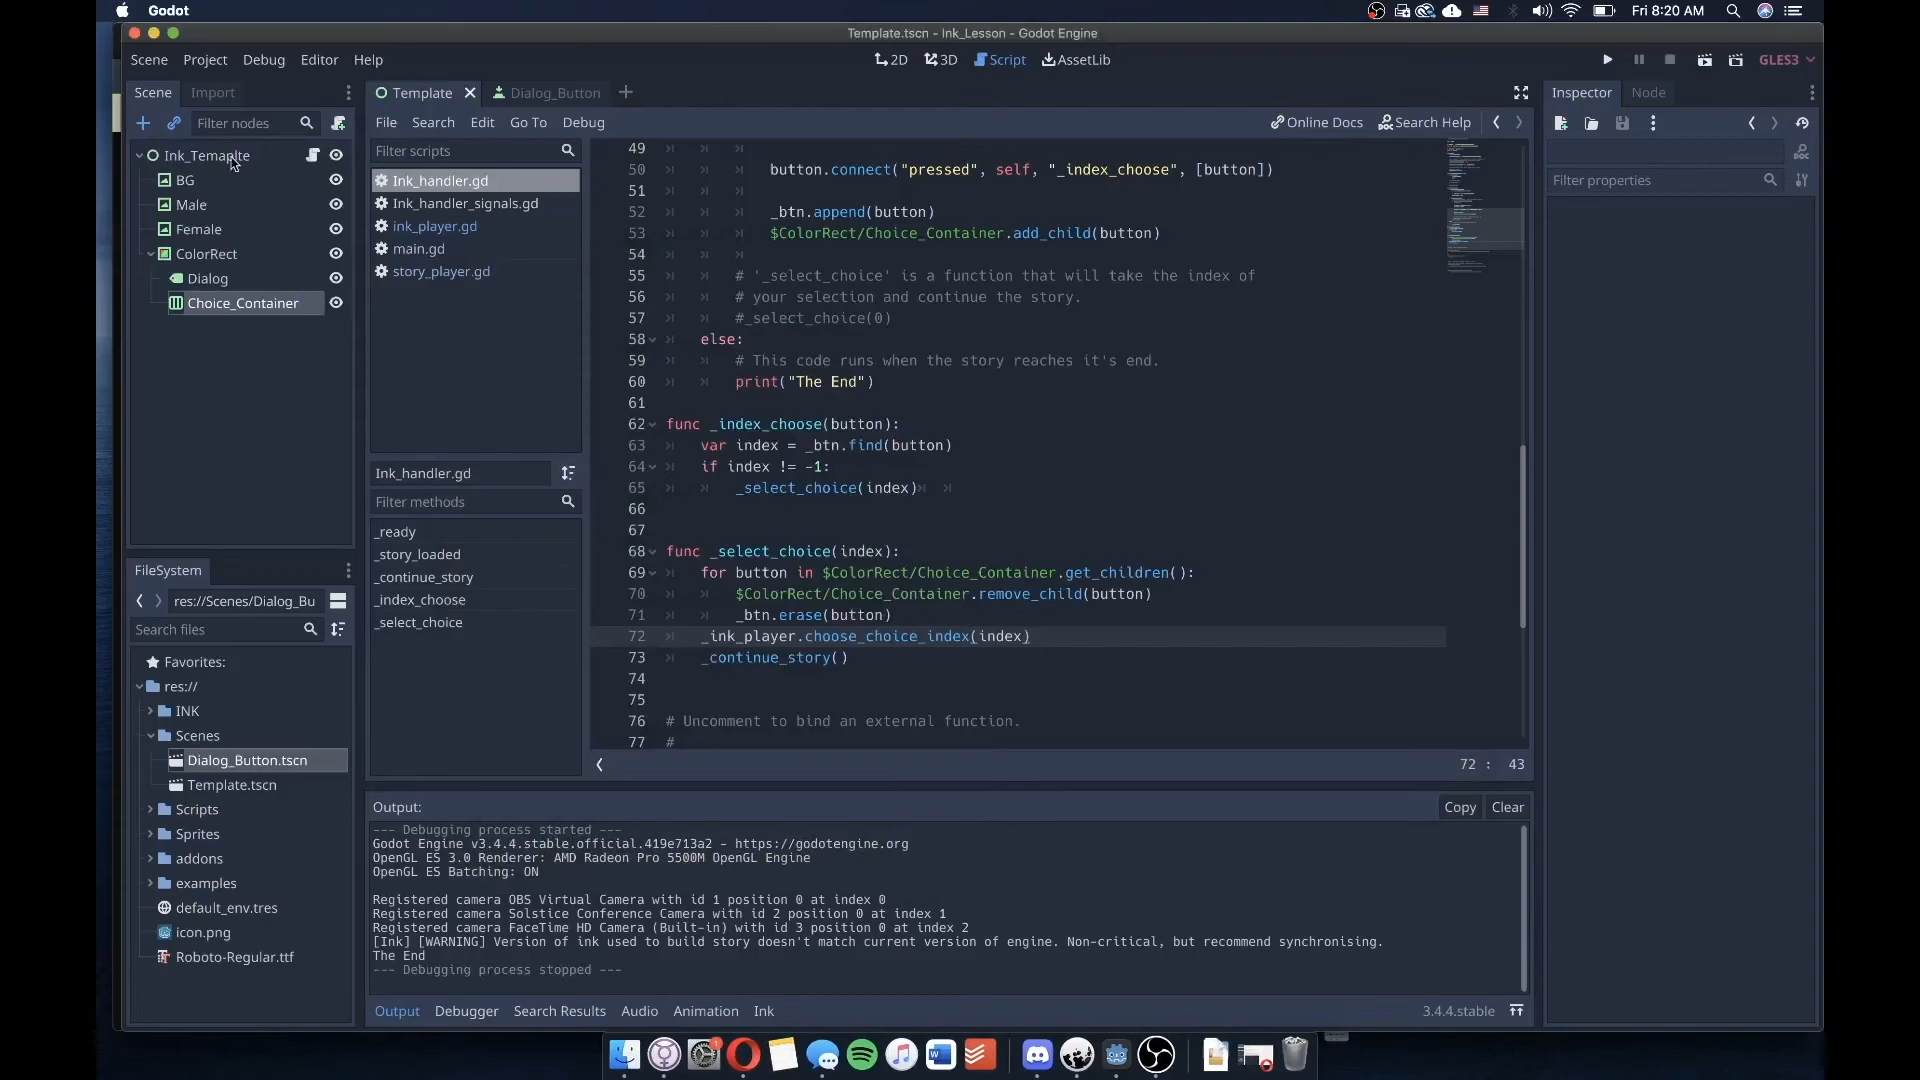 Godot
Fri 8:20 AM
Template.tscn - Ink_Lesson - Godot Engine
Scene Project Debug Editor Help
2D 3D Script AssetLib
GLES3
Scene Import
Template Dialog_Button
Inspector Node
Filter nodes
File Search Edit Go To Debug
Online Docs Search Help
Ink_Temaplte
BG
Male
Female
ColorRect
Dialog
Choice_Container
Filter scripts
Ink_handler.gd
Ink_handler_signals.gd
ink_player.gd
main.gd
story_player.gd
Ink_handler.gd
Filter methods
_ready
_story_loaded
_continue_story
_index_choose
_select_choice
49
50 button.connect("pressed", self, "_index_choose", [button])
51
52 _btn.append(button)
53 $ColorRect/Choice_Container.add_child(button)
54
55 # '_select_choice' is a function that will take the index of
56 # your selection and continue the story.
57 #_select_choice(0)
58 else:
59 # This code runs when the story reaches it's end.
60 print("The End")
61
62 func _index_choose(button):
63 var index = _btn.find(button)
64 if index != -1:
65 _select_choice(index)
66
67
68 func _select_choice(index):
69 for button in $ColorRect/Choice_Container.get_children():
70 $ColorRect/Choice_Container.remove_child(button)
71 _btn.erase(button)
72 _ink_player.choose_choice_index(index)
73 _continue_story()
74
75
76 # Uncomment to bind an external function.
77 #
72 : 43
Filter properties
FileSystem
res://Scenes/Dialog_Bu
Search files
Favorites:
res://
INK
Scenes
Dialog_Button.tscn
Template.tscn
Scripts
Sprites
addons
examples
default_env.tres
icon.png
Roboto-Regular.ttf
Output:
Copy Clear
--- Debugging process started ---
Godot Engine v3.4.4.stable.official.419e713a2 - https://godotengine.org
OpenGL ES 3.0 Renderer: AMD Radeon Pro 5500M OpenGL Engine
OpenGL ES Batching: ON
Registered camera OBS Virtual Camera with id 1 position 0 at index 0
Registered camera Solstice Conference Camera with id 2 position 0 at index 1
Registered camera FaceTime HD Camera (Built-in) with id 3 position 0 at index 2
[Ink] [WARNING] Version of ink used to build story doesn't match current version of engine. Non-critical, but recommend synchronising.
The End
--- Debugging process stopped ---
Output Debugger Search Results Audio Animation Ink
3.4.4.stable